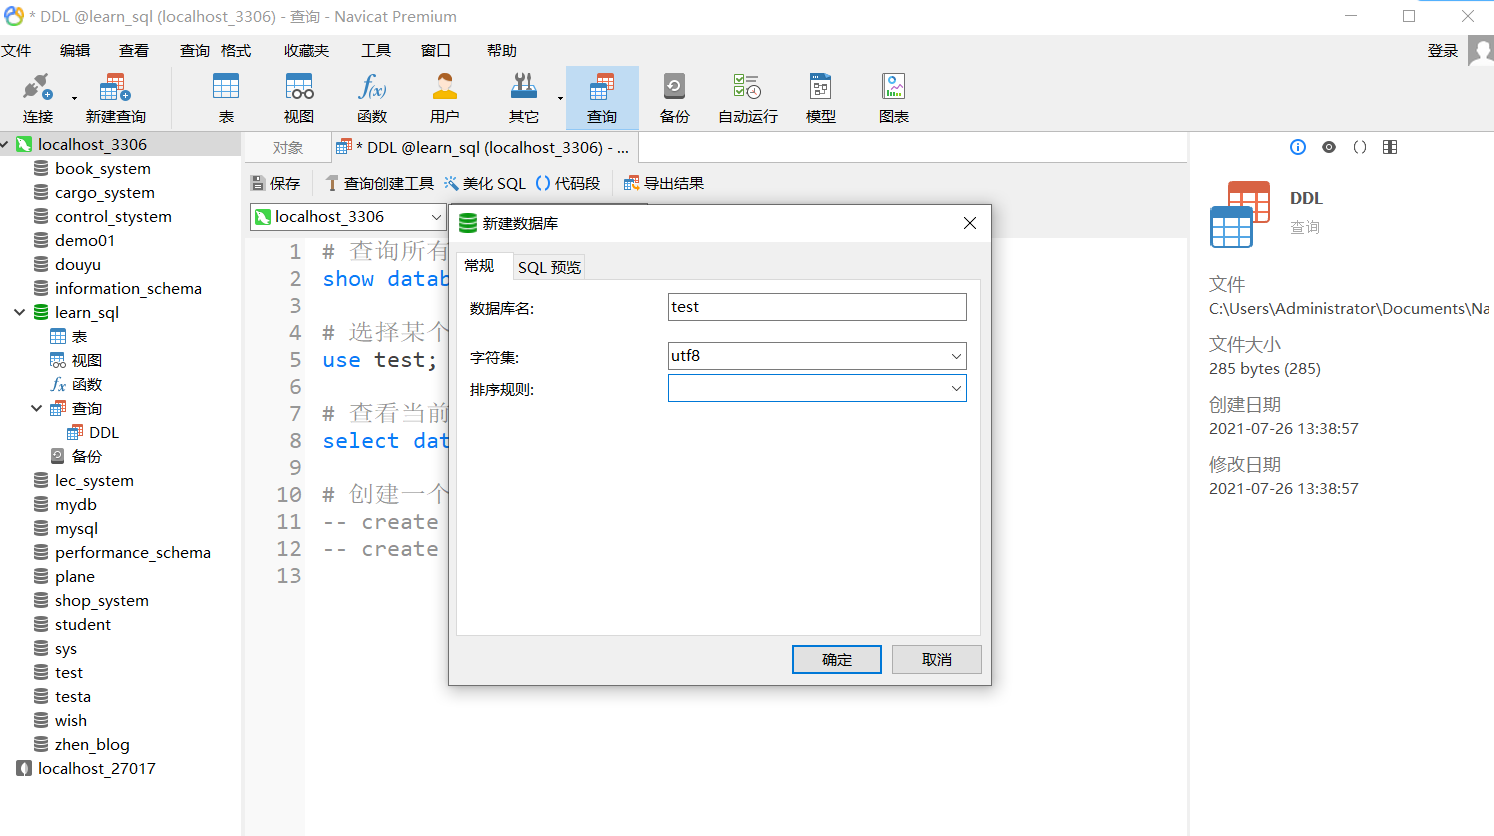 * DDL @learn_sql (localhost_3306) - 查询 - Navicat Premium
文件 编辑 查看 查询 格式 收藏夹 工具 窗口 帮助 登录
连接 新建查询 表 视图 函数 用户 其它 查询 备份 自动运行 模型 图表
localhost_3306
book_system
cargo_system
control_stystem
demo01
douyu
information_schema
learn_sql
表
视图
函数
查询
DDL
备份
lec_system
mydb
mysql
performance_schema
plane
shop_system
student
sys
test
testa
wish
zhen_blog
localhost_27017
对象 * DDL @learn_sql (localhost_3306) - ...
保存 查询创建工具 美化 SQL () 代码段 导出结果
localhost_3306
1 # 查询所有
2 show datab
3
4 # 选择某个
5 use test;
6
7 # 查看当前
8 select dat
9
10 # 创建一个
11 -- create
12 -- create
13
新建数据库
常规 SQL 预览
数据库名: test
字符集: utf8
排序规则:
确定 取消
DDL
查询
文件
C:\Users\Administrator\Documents\Na
文件大小
285 bytes (285)
创建日期
2021-07-26 13:38:57
修改日期
2021-07-26 13:38:57